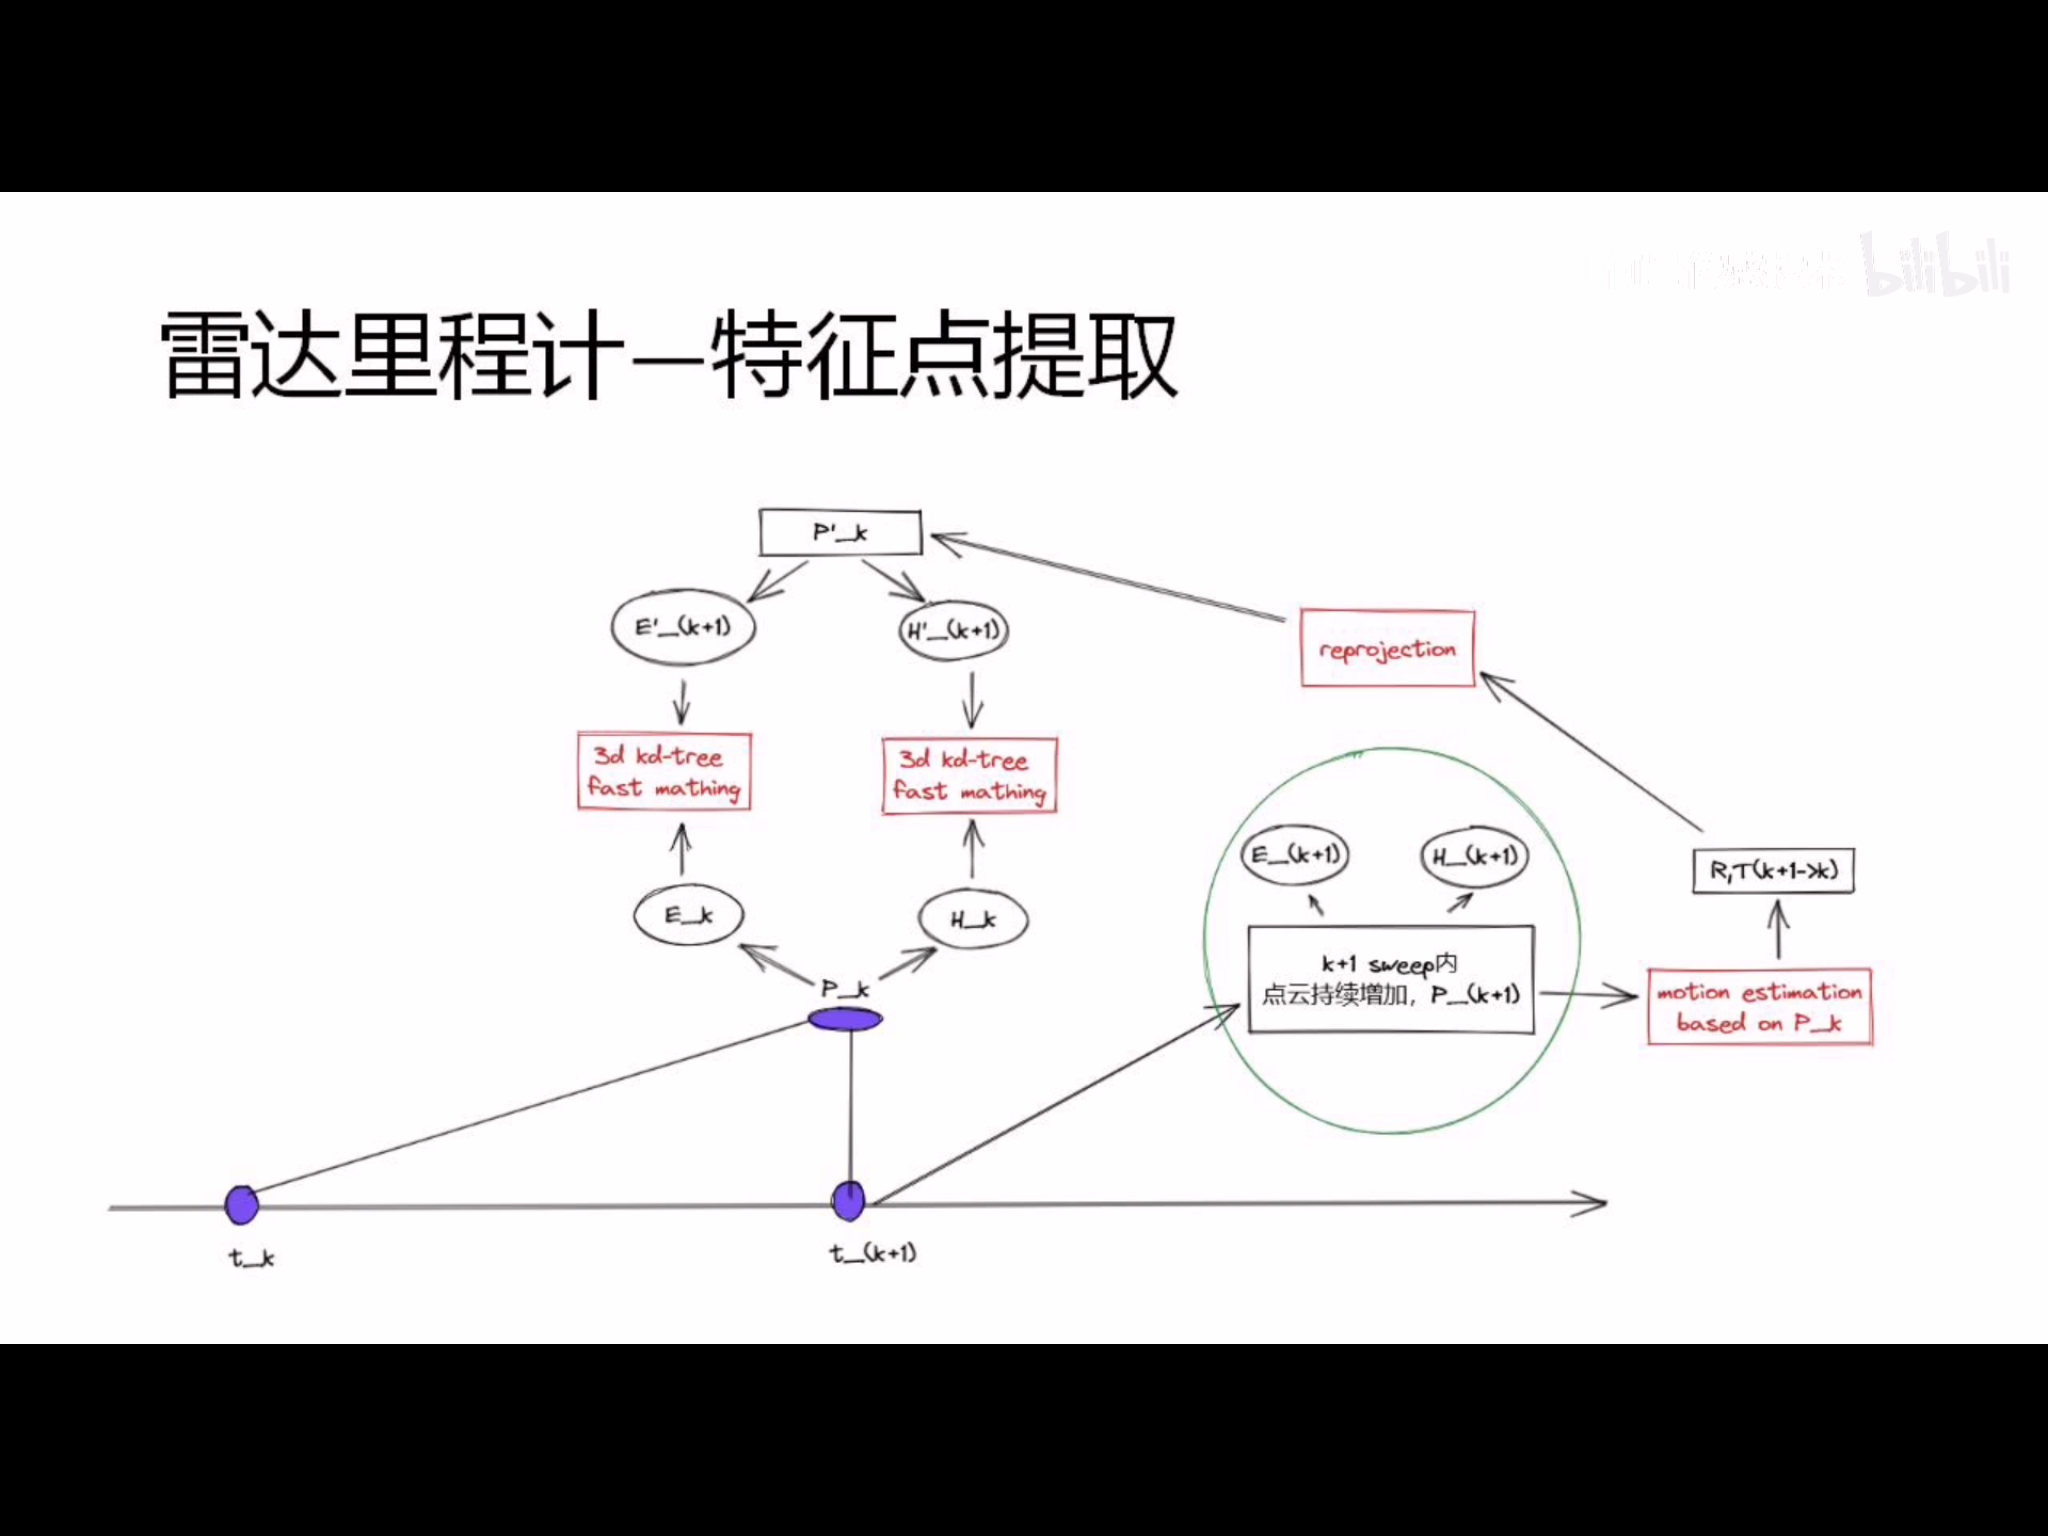 bilibili
雷达里程计—特征点提取
P'_k
E'_(k+1)
H'_(k+1)
reprojection
3d kd-tree
fast mathing
3d kd-tree
fast mathing
E_(k+1)
H_(k+1)
R,T(k+1->k)
E_k
H_k
k+1 sweep内
点云持续增加，P_(k+1)
motion estimation
based on P_k
P_k
t_k
t_(k+1)